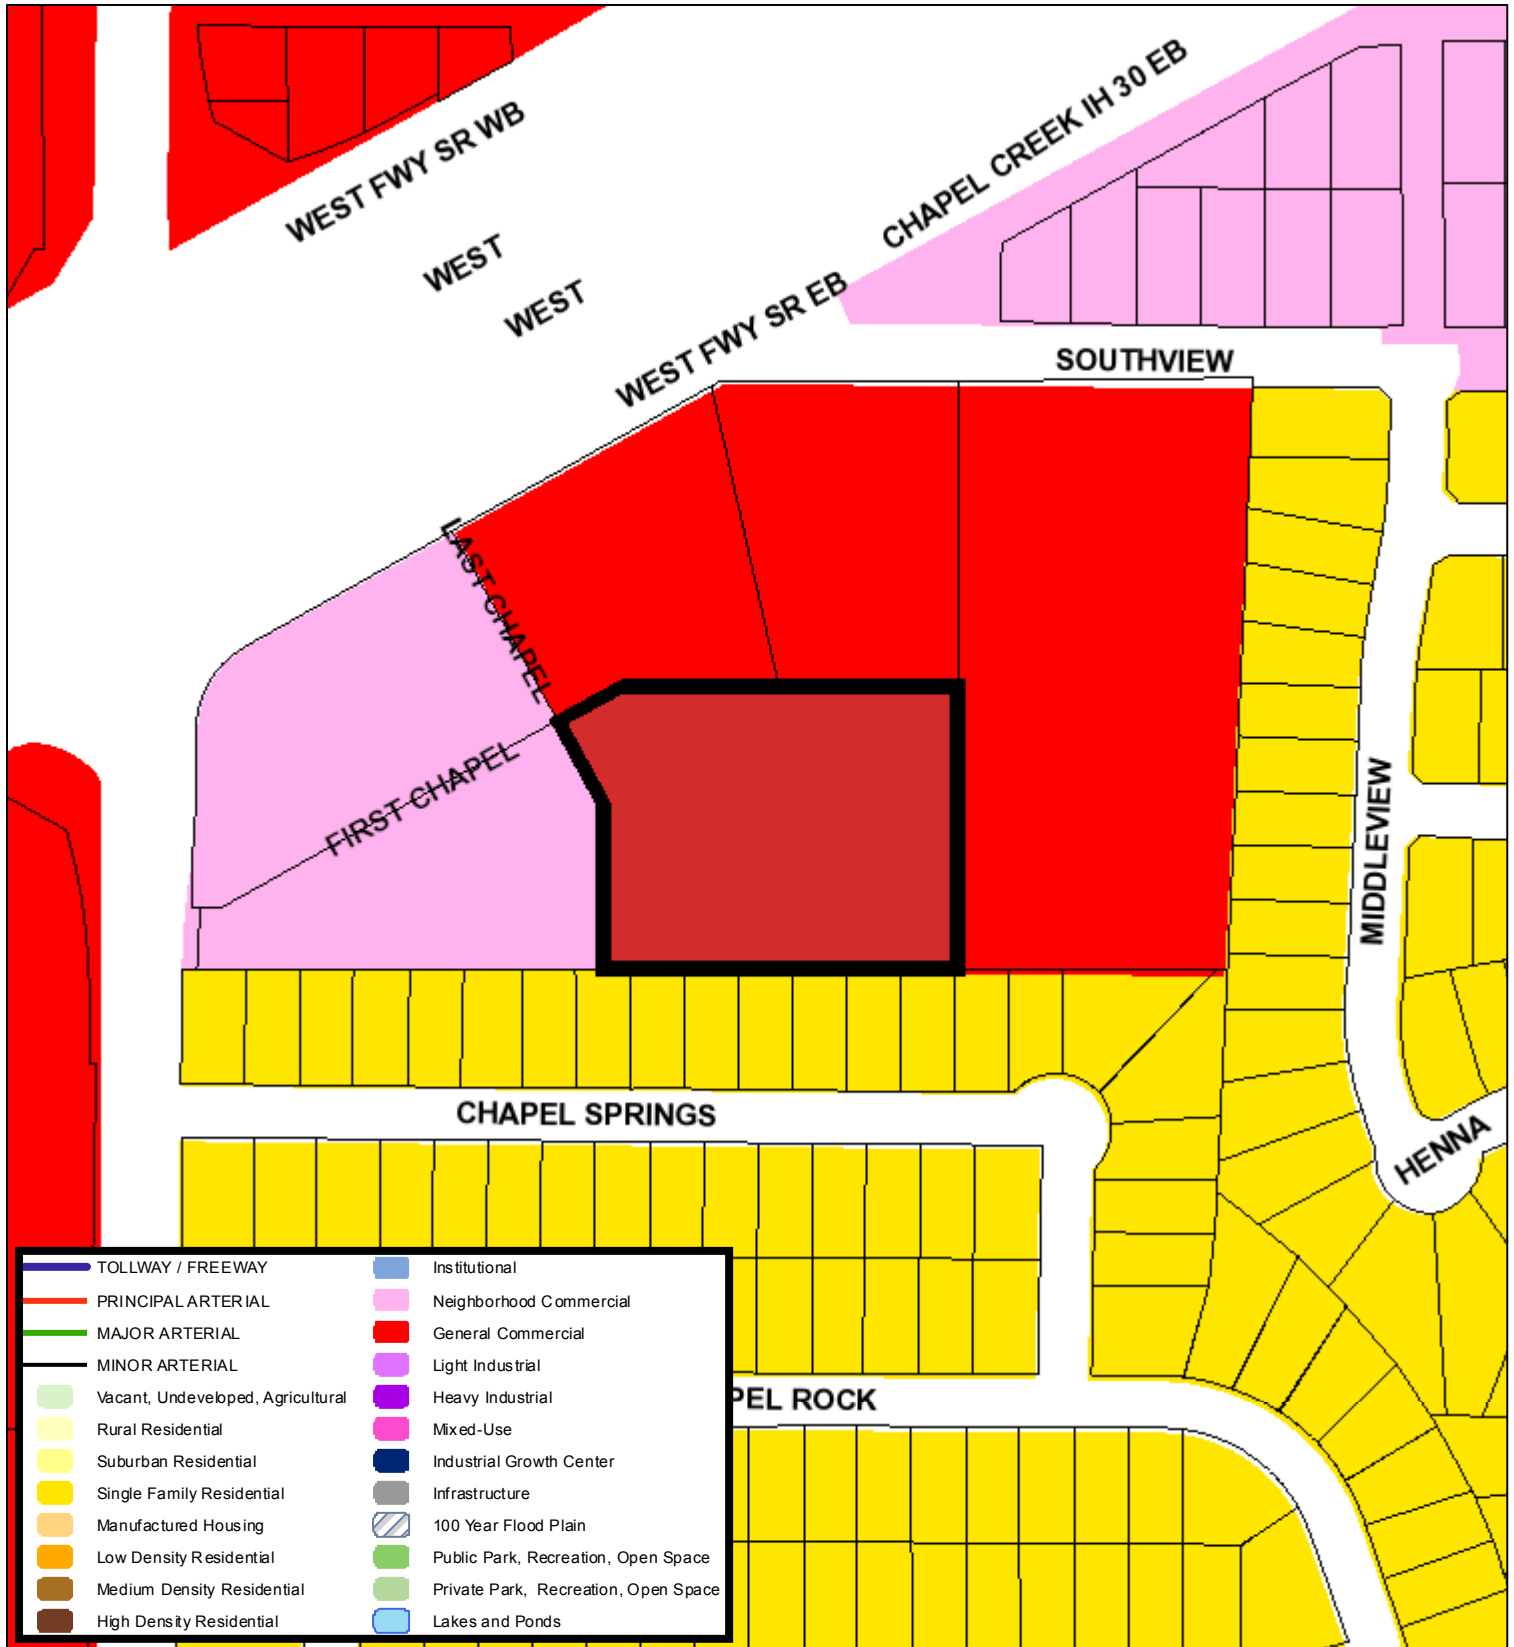 WEST FWY SR WB
CHAPEL CREEK IH 30 EB
WEST
WEST
WEST FWY SR EB
SOUTHVIEW
EAST CHAPEL
FIRST CHAPEL
MIDDLEVIEW
CHAPEL SPRINGS
HENNA
PEL ROCK
TOLLWAY / FREEWAY
PRINCIPAL ARTERIAL
MAJOR ARTERIAL
MINOR ARTERIAL
Vacant, Undeveloped, Agricultural
Rural Residential
Suburban Residential
Single Family Residential
Manufactured Housing
Low Density Residential
Medium Density Residential
High Density Residential
Institutional
Neighborhood Commercial
General Commercial
Light Industrial
Heavy Industrial
Mixed-Use
Industrial Growth Center
Infrastructure
100 Year Flood Plain
Public Park, Recreation, Open Space
Private Park, Recreation, Open Space
Lakes and Ponds